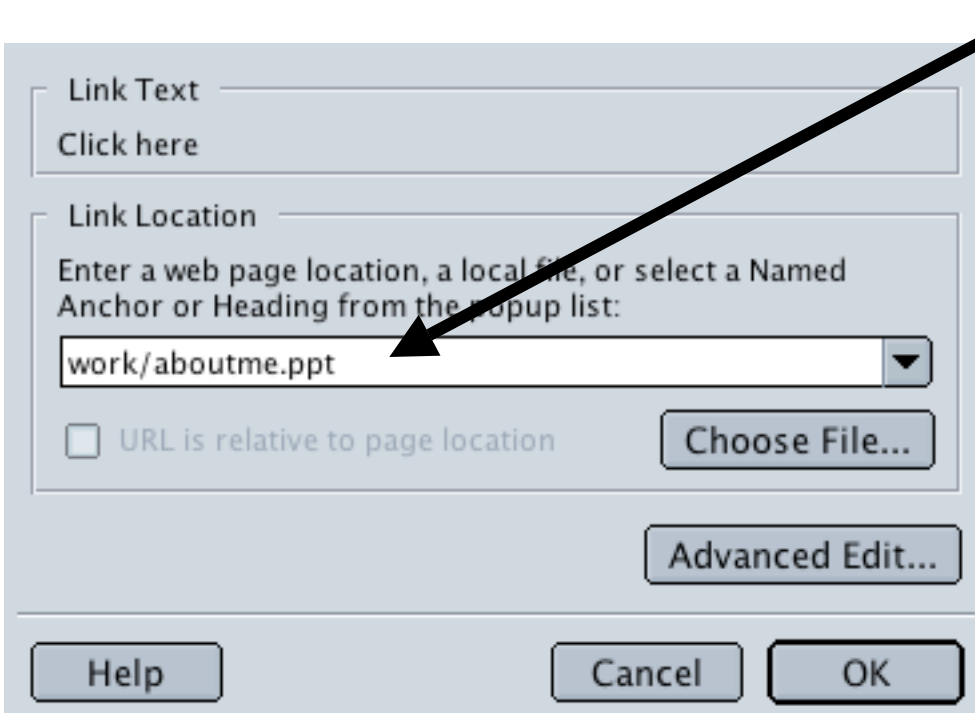 Link Text
Click here
Link Location
Enter a web page location, a local file, or select a Named
Anchor or Heading from the popup list:
work/aboutme.ppt
URL is relative to page location
Choose File...
Advanced Edit...
Help
Cancel
OK